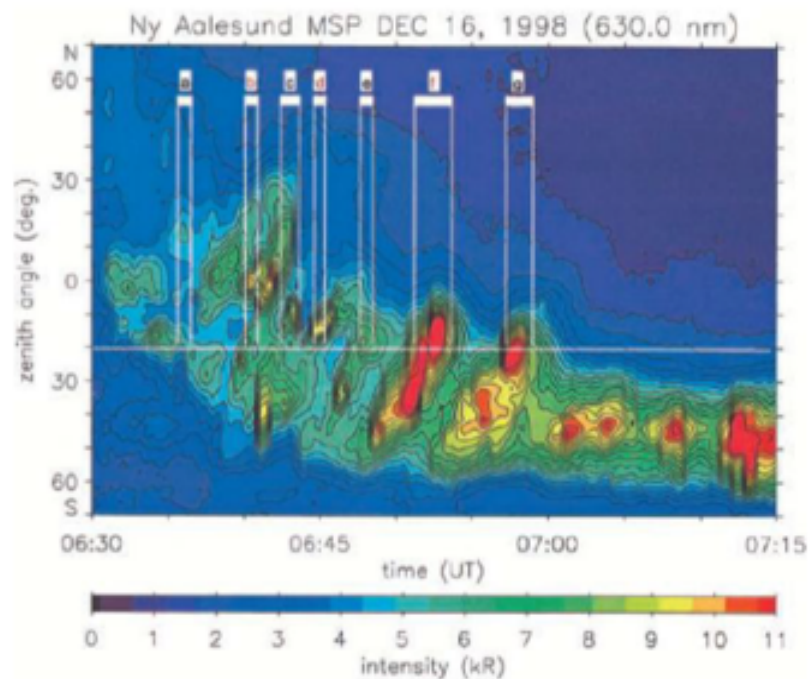 Ny Aalesund MSP DEC 16, 1998 (630.0 nm)
N
60
a b c d e f g
30
zenith angle (deg.)
0
30
60
S
06:30 06:45 07:00 07:15
time (UT)
0 1 2 3 4 5 6 7 8 9 10 11
intensity (kR)